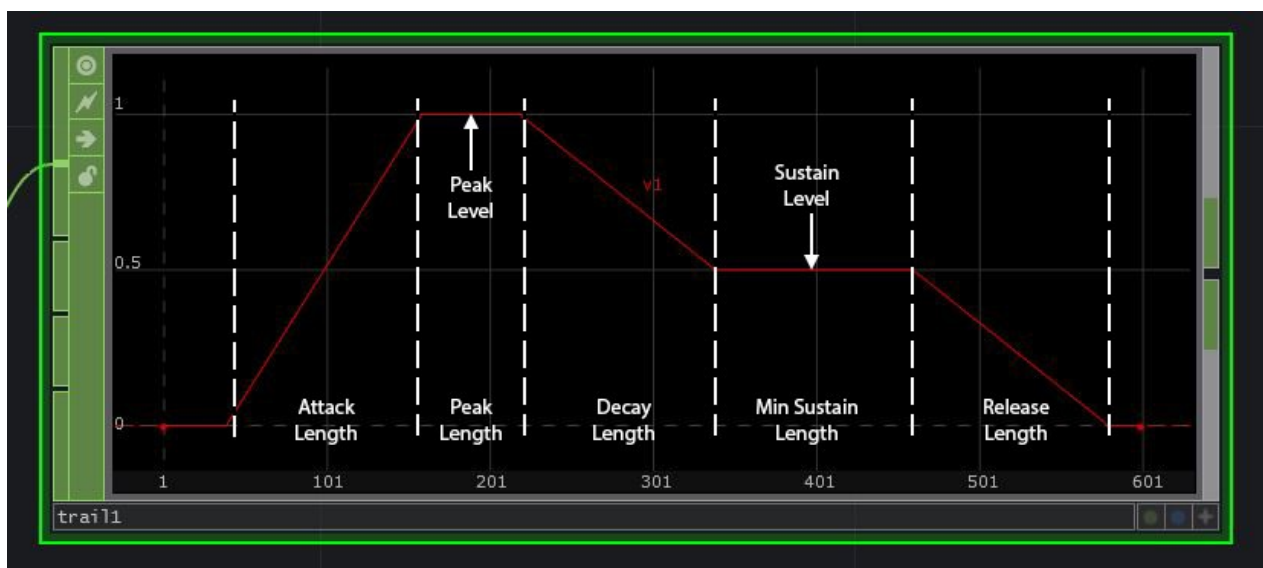 1
Peak
Level
v1
Sustain
Level
0.5
Attack
Length
Peak
Length
Decay
Length
Min Sustain
Length
Release
Length
0
1
101
201
301
401
501
601
trail1